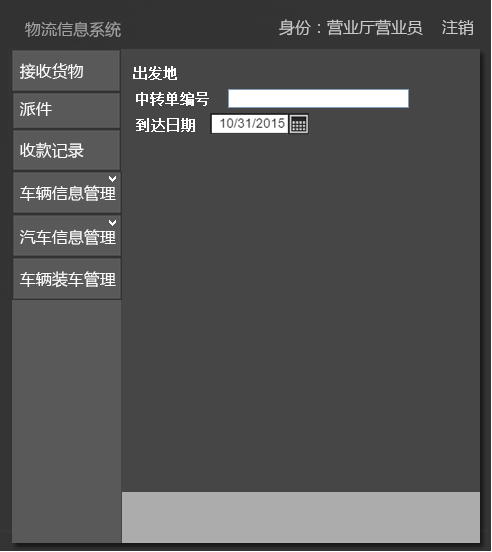 物流信息系统
身份：营业厅营业员 注销
接收货物
派件
收款记录
车辆信息管理
汽车信息管理
车辆装车管理
出发地
中转单编号
到达日期 10/31/2015